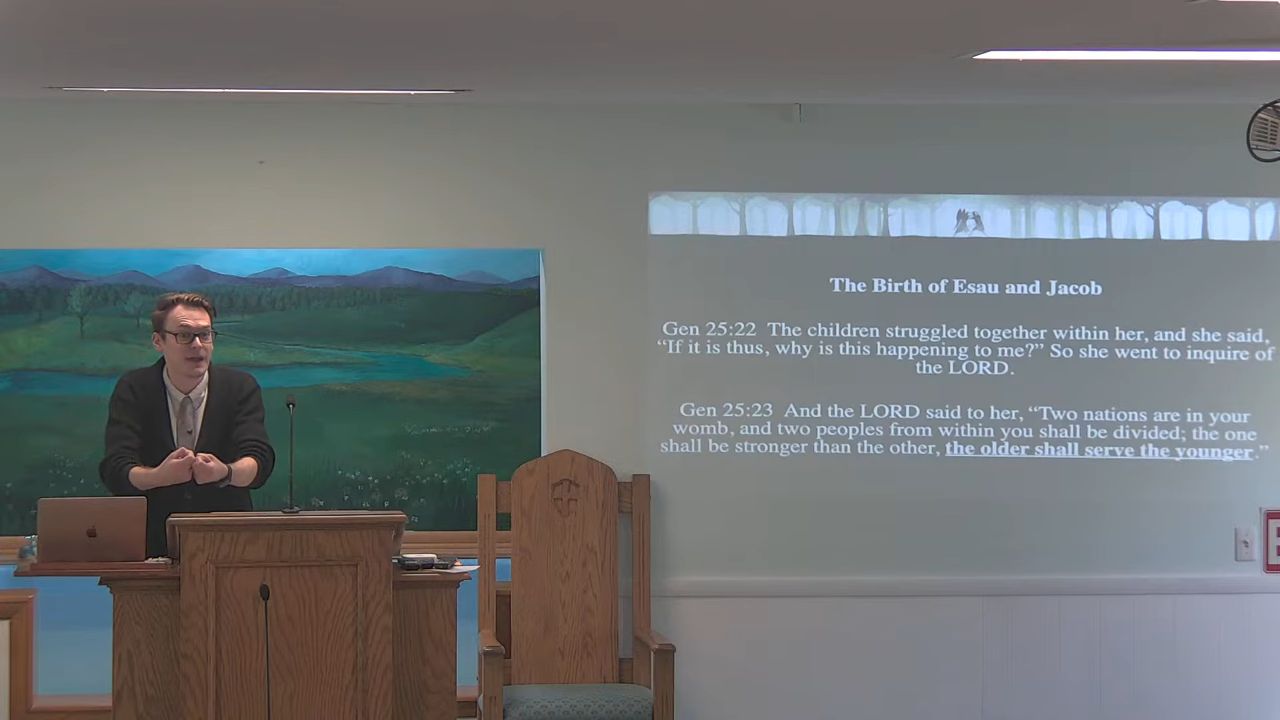 The Birth of Esau and Jacob
Gen 25:22 The children struggled together within her, and she said,
“If it is thus, why is this happening to me?” So she went to inquire of
the LORD.
Gen 25:23 And the LORD said to her, “Two nations are in your
womb, and two peoples from within you shall be divided; the one
shall be stronger than the other, the older shall serve the younger.”